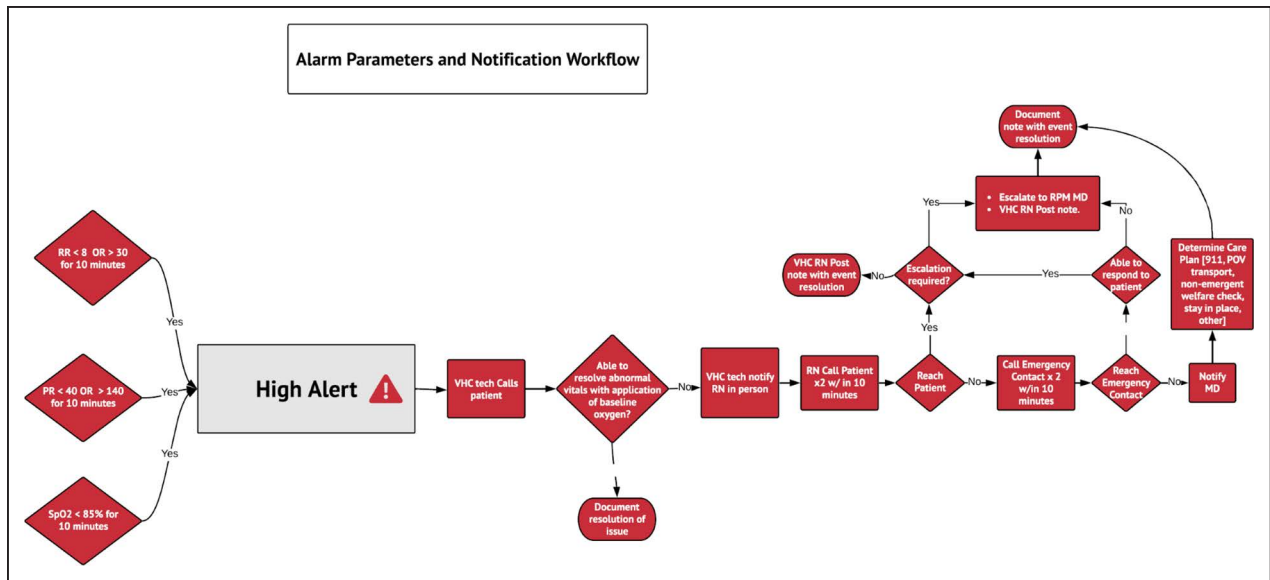 Alarm Parameters and Notification Workflow
RR < 8 OR > 30
for 10 minutes
Yes
PR < 40 OR > 140
for 10 minutes
Yes
SpO2 < 85% for
10 minutes
Yes
High Alert
VHC tech Calls
patient
Able to
resolve abnormal
vitals with application
of baseline
oxygen?
No
Document
resolution of
issue
VHC tech notify
RN in person
RN Call Patient
x2 w/ in 10
minutes
Reach
Patient
Yes
No
Escalation
required?
No
VHC RN Post
note with event
resolution
Yes
• Escalate to RPM MD
• VHC RN Post note.
Document
note with event
resolution
Call Emergency
Contact x 2
w/in 10
minutes
Reach
Emergency
Contact
No
Able to
respond to
patient
Yes
No
Notify
MD
Determine Care
Plan [911, POV
transport,
non-emergent
welfare check,
stay in place,
other]